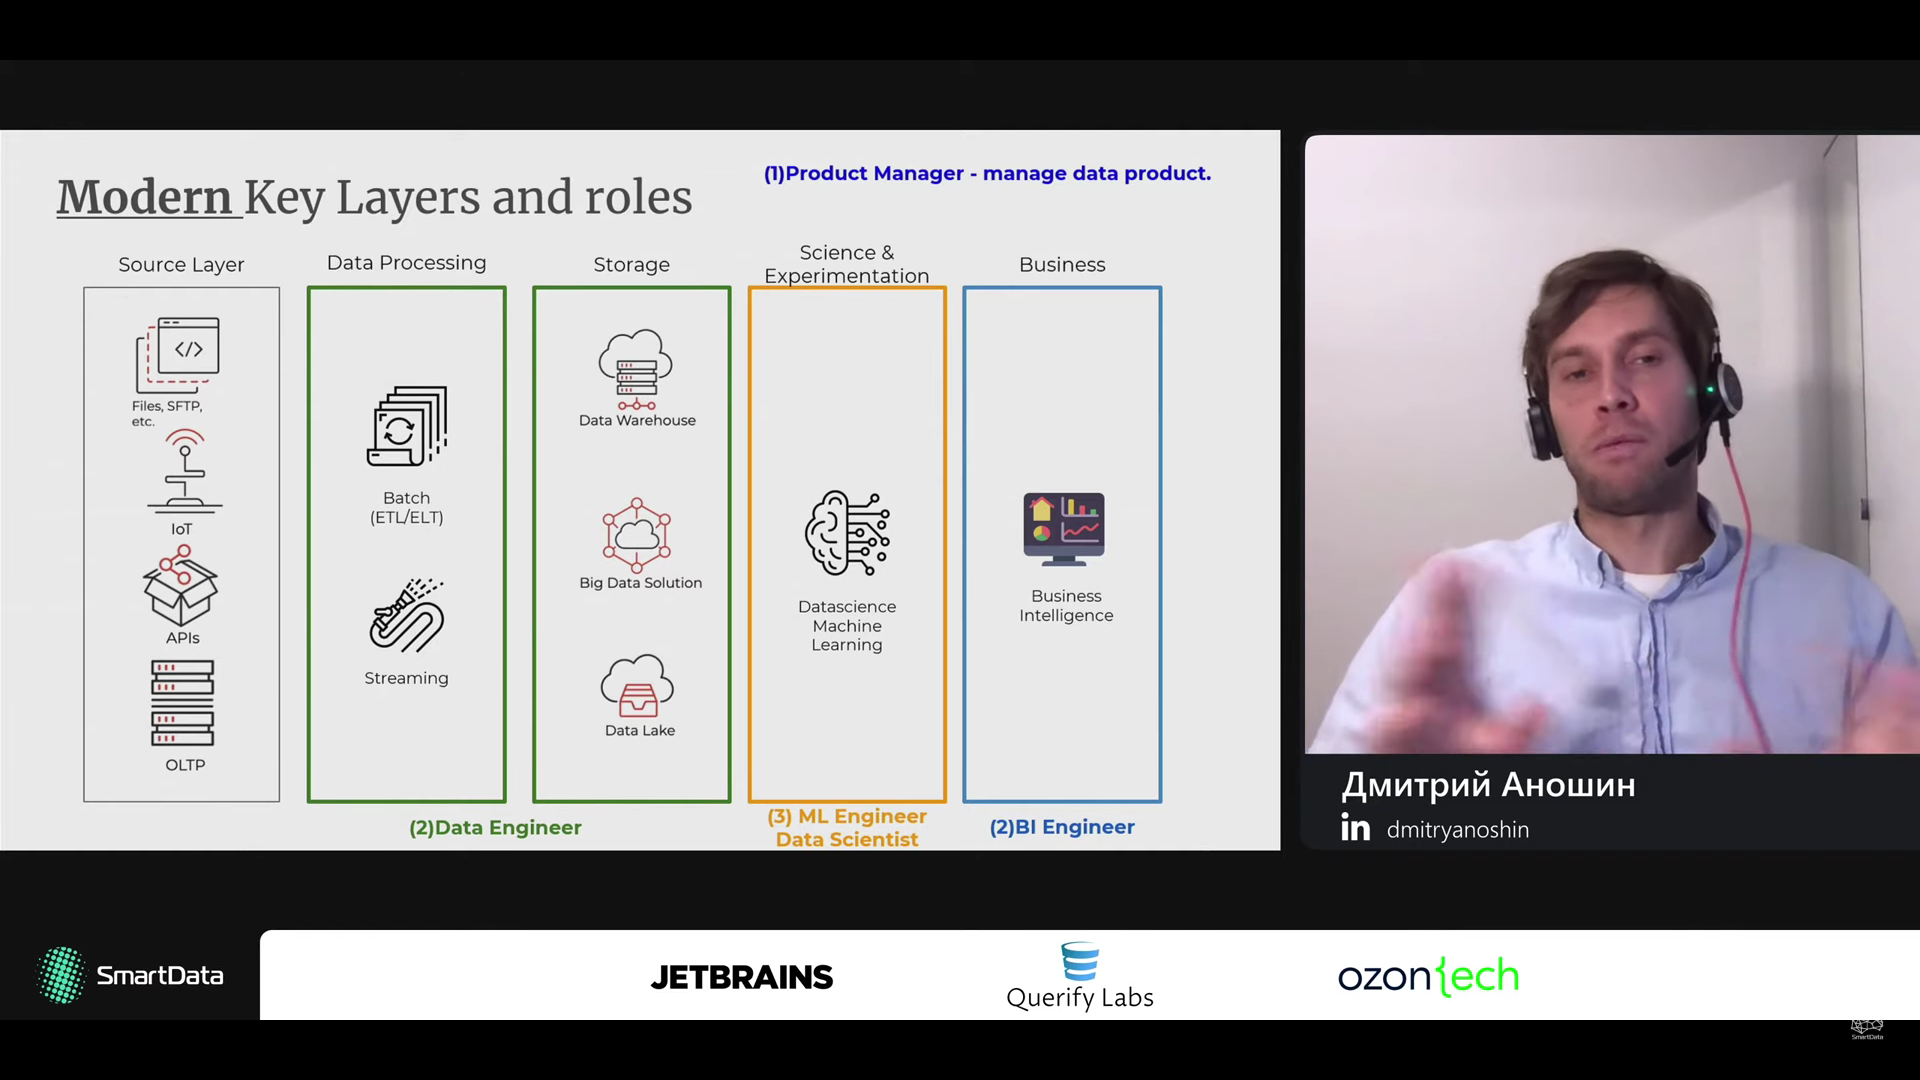 (1)Product Manager - manage data product.
Modern Key Layers and roles
Source Layer
Data Processing
Storage
Science &
Experimentation
Business
Files, SFTP,
etc.
IoT
APIs
OLTP
Batch
(ETL/ELT)
Streaming
Data Warehouse
Big Data Solution
Data Lake
Datascience
Machine
Learning
Business
Intelligence
(2)Data Engineer
(3) ML Engineer
Data Scientist
(2)BI Engineer
Дмитрий Аношин
in dmitryanoshin
SmartData
JETBRAINS
Querify Labs
ozon{ech
SmartData